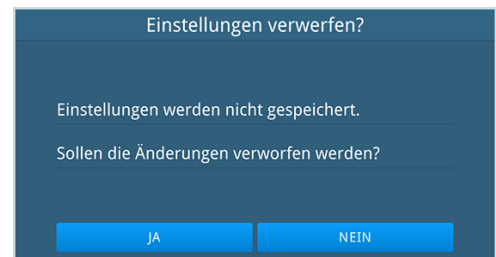 Einstellungen verwerfen?
Einstellungen werden nicht gespeichert.
Sollen die Änderungen verworfen werden?
JA
NEIN